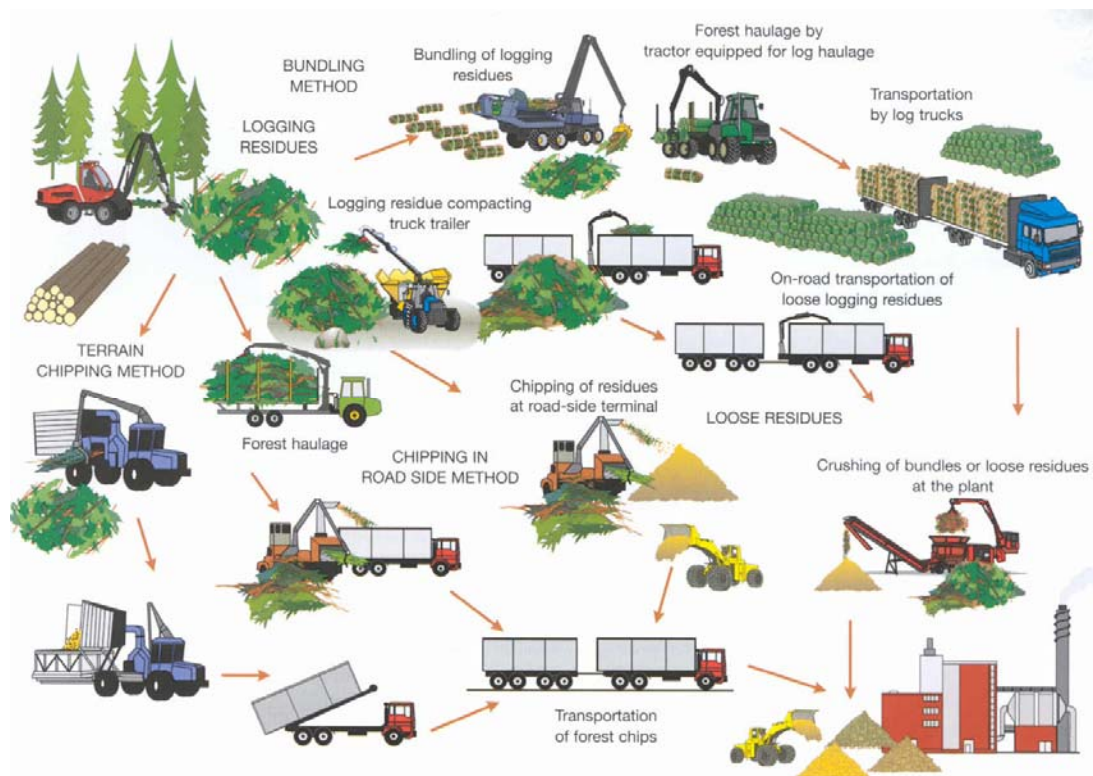 BUNDLING
METHOD
Bundling of logging
residues
Forest haulage by
tractor equipped for log haulage
Transportation
by log trucks
LOGGING
RESIDUES
Logging residue compacting
truck trailer
On-road transportation of
loose logging residues
TERRAIN
CHIPPING METHOD
Chipping of residues
at road-side terminal
LOOSE RESIDUES
Forest haulage
CHIPPING IN
ROAD SIDE METHOD
Crushing of bundles or loose residues
at the plant
Transportation
of forest chips